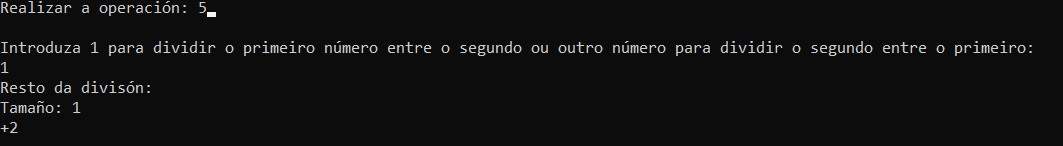 Realizar a operación: 5
Introduza 1 para dividir o primeiro número entre o segundo ou outro número para dividir o segundo entre o primeiro:
1
Resto da divisón:
Tamaño: 1
+2